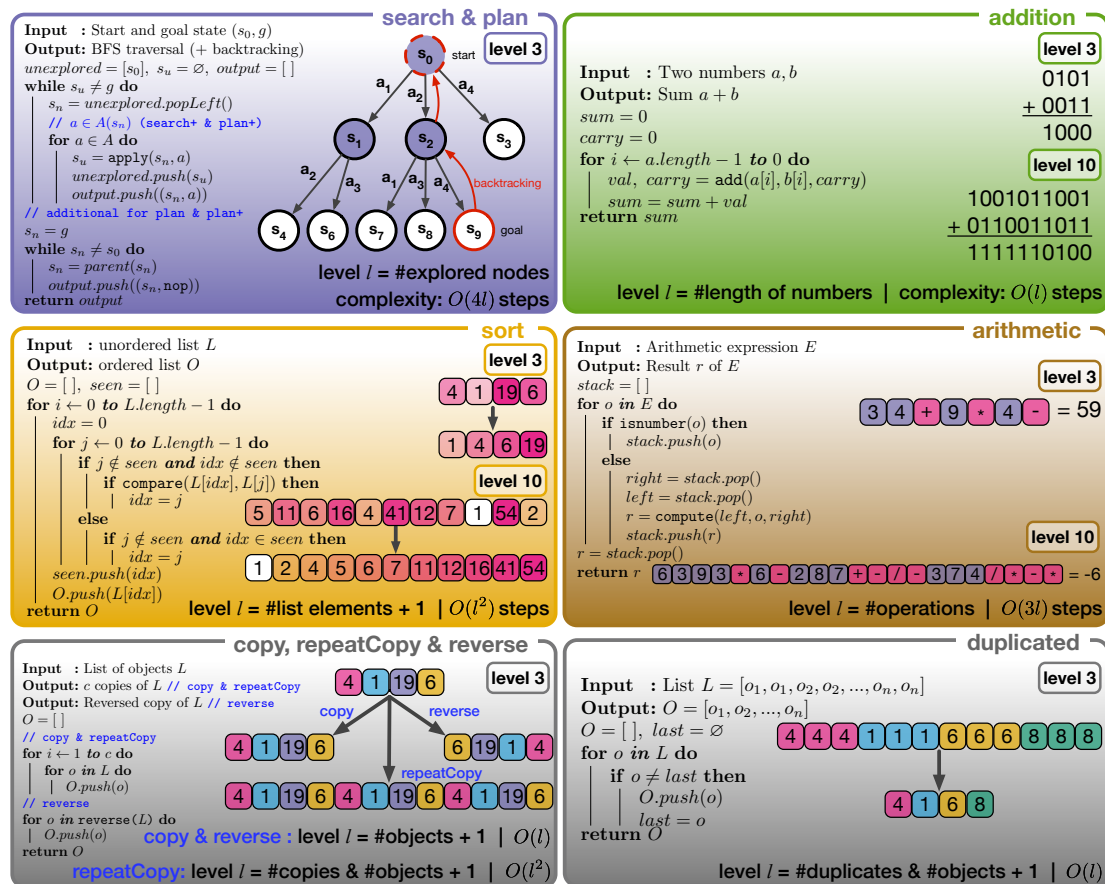 search & plan
Input : Start and goal state (s₀, g)
Output: BFS traversal (+ backtracking)
unexplored = [s₀], s_u = ∅, output = [ ]
while s_u ≠ g do
s_n = unexplored.popLeft()
// a ∈ A(s_n) (search+ & plan+)
for a ∈ A do
s_u = apply(s_n, a)
unexplored.push(s_u)
output.push((s_n, a))
// additional for plan & plan+
s_n = g
while s_n ≠ s₀ do
s_n = parent(s_n)
output.push((s_n, nop))
return output
level 3
s₀
start
a₁
a₂
a₄
s₁
s₂
s₃
a₂
a₃
a₁
a₃
a₄
backtracking
s₄
s₆
s₇
s₈
s₉
goal
level l = #explored nodes
complexity: O(4l) steps
addition
Input : Two numbers a, b
Output: Sum a + b
sum = 0
carry = 0
for i ← a.length − 1 to 0 do
val, carry = add(a[i], b[i], carry)
sum = sum + val
return sum
level 3
0101
+ 0011
1000
level 10
1001011001
+ 0110011011
1111110100
level l = #length of numbers | complexity: O(l) steps
sort
Input : unordered list L
Output: ordered list O
O = [ ], seen = [ ]
for i ← 0 to L.length − 1 do
idx = 0
for j ← 0 to L.length − 1 do
if j ∉ seen and idx ∉ seen then
if compare(L[idx], L[j]) then
idx = j
else
if j ∉ seen and idx ∈ seen then
idx = j
seen.push(idx)
O.push(L[idx])
return O
level 3
4 1 19 6
1 4 6 19
level 10
5 11 6 16 4 41 12 7 1 54 2
1 2 4 5 6 7 11 12 16 41 54
level l = #list elements + 1 | O(l²) steps
arithmetic
Input : Arithmetic expression E
Output: Result r of E
stack = [ ]
for o in E do
if isnumber(o) then
stack.push(o)
else
right = stack.pop()
left = stack.pop()
r = compute(left, o, right)
stack.push(r)
r = stack.pop()
return r
level 3
3 4 + 9 * 4 - = 59
level 10
6 3 9 3 * 6 - 2 8 7 + - / - 3 7 4 / * - * = -6
level l = #operations | O(3l) steps
copy, repeatCopy & reverse
Input : List of objects L
Output: c copies of L // copy & repeatCopy
Output: Reversed copy of L // reverse
O = [ ]
// copy & repeatCopy
for i ← 1 to c do
for o in L do
O.push(o)
// reverse
for o in reverse(L) do
O.push(o)
return O
level 3
4 1 19 6
copy
reverse
4 1 19 6
6 19 1 4
repeatCopy
4 1 19 6 4 1 19 6 4 1 19 6
copy & reverse : level l = #objects + 1 | O(l)
repeatCopy: level l = #copies & #objects + 1 | O(l²)
duplicated
Input : List L = [o₁, o₁, o₂, o₂, ..., oₙ, oₙ]
Output: O = [o₁, o₂, ..., oₙ]
O = [ ], last = ∅
for o in L do
if o ≠ last then
O.push(o)
last = o
return O
level 3
4 4 4 1 1 1 6 6 6 8 8 8
4 1 6 8
level l = #duplicates & #objects + 1 | O(l)